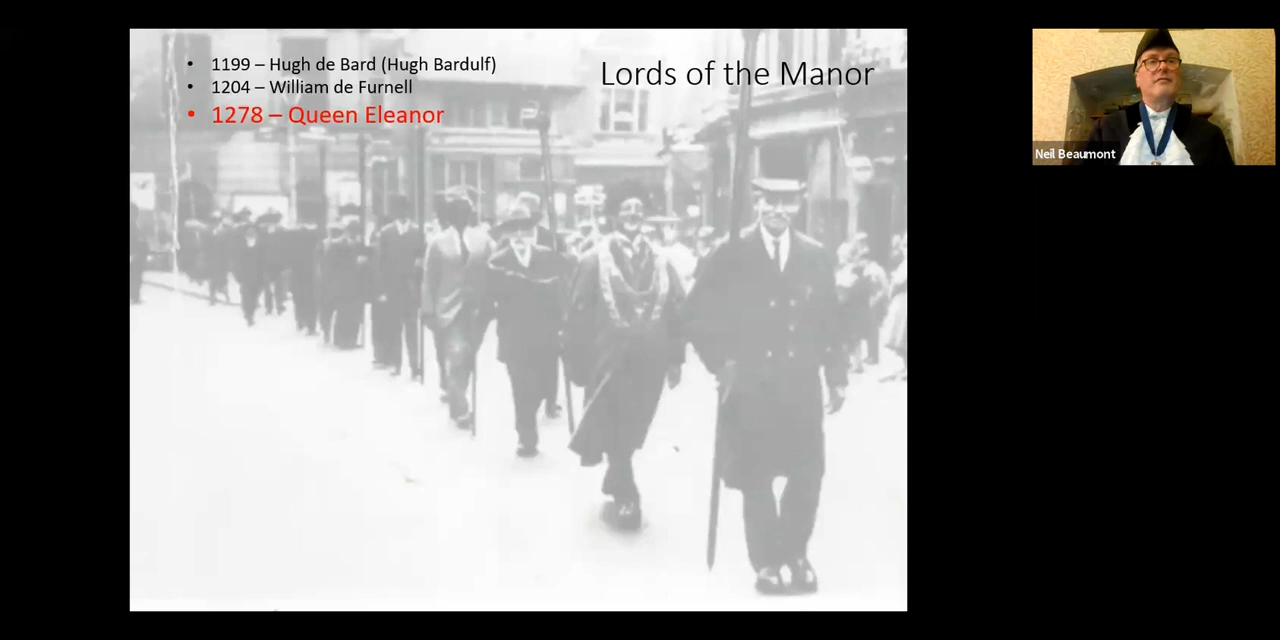 Lords of the Manor
• 1199 – Hugh de Bard (Hugh Bardulf)
• 1204 – William de Furnell
• 1278 – Queen Eleanor
Neil Beaumont